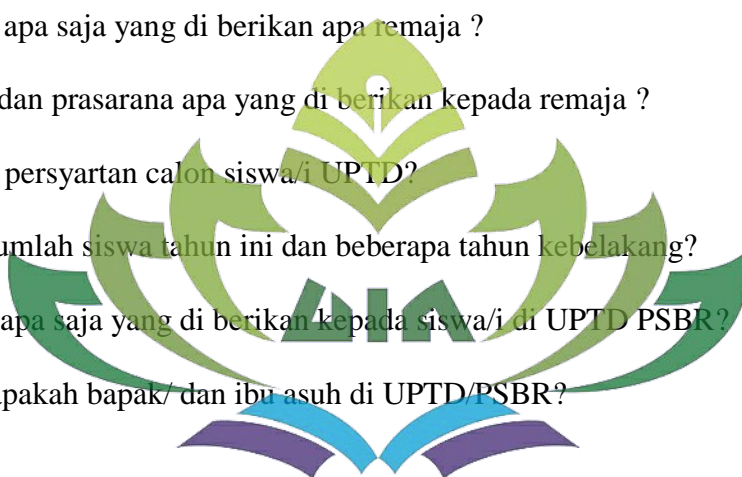 apa saja yang di berikan apa remaja ?
dan prasarana apa yang di berikan kepada remaja ?
persyartan calon siswa/i UPTD?
umlah siswa tahun ini dan beberapa tahun kebelakang?
apa saja yang di berikan kepada siswa/i di UPTD PSBR?
UIN
apakah bapak/ dan ibu asuh di UPTD/PSBR?